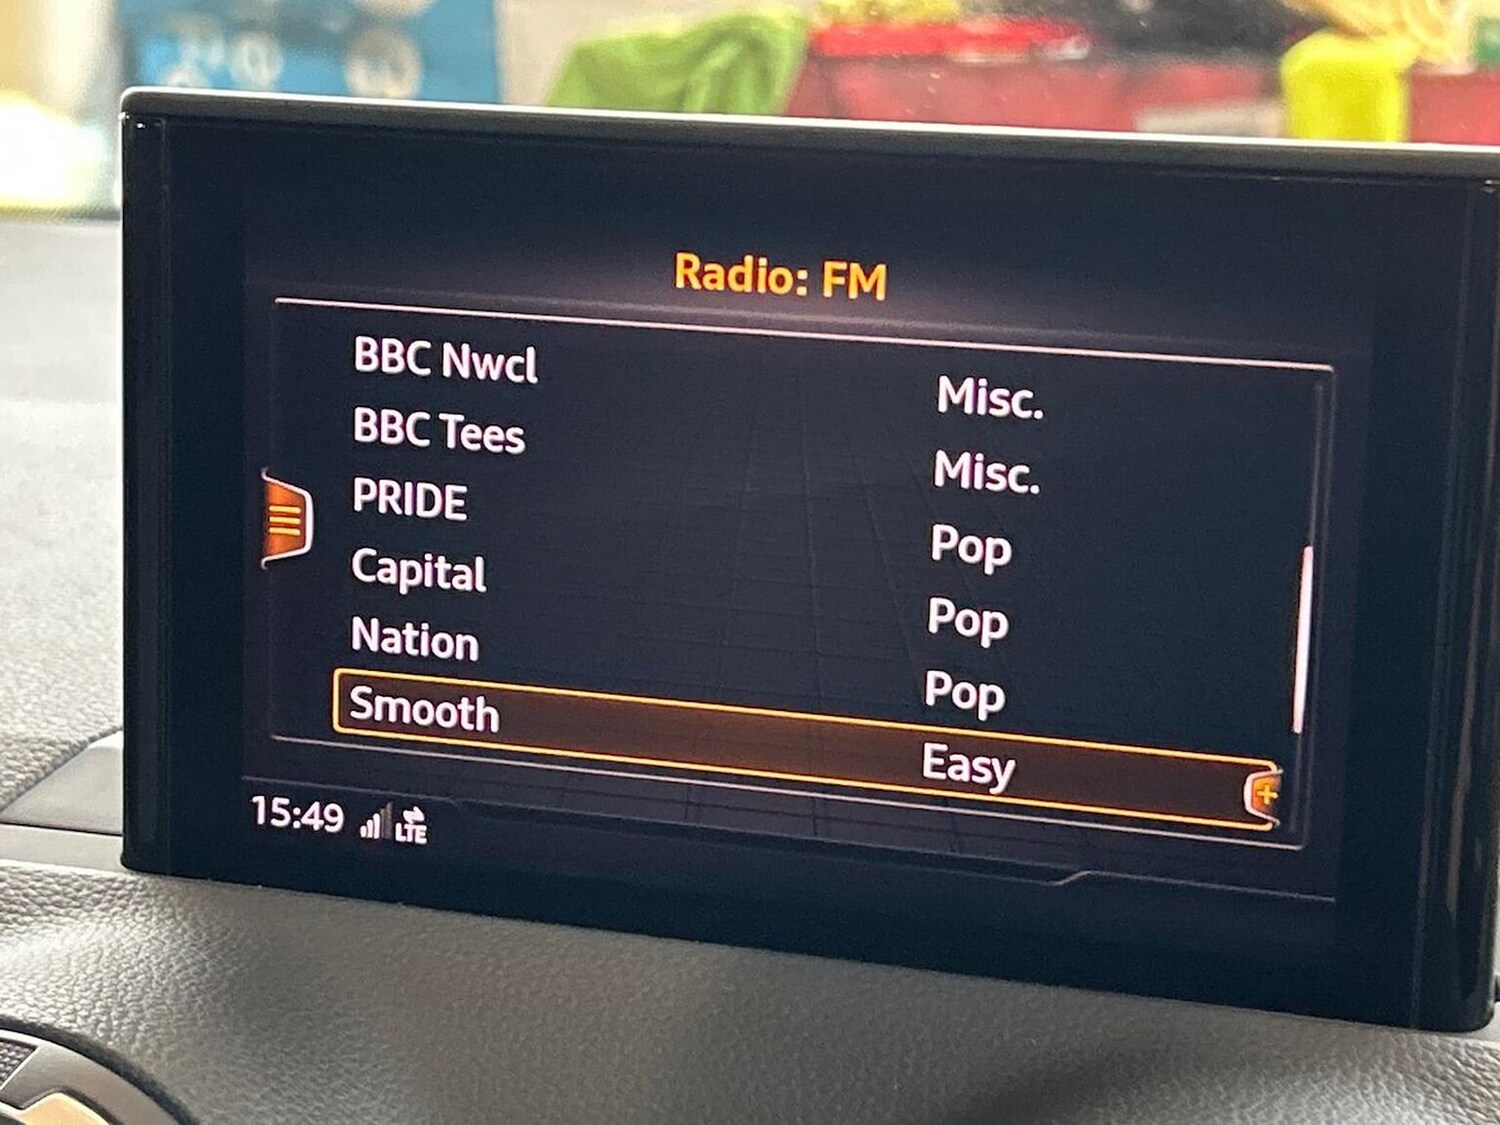 Radio: FM
BBC Nwcl Misc.
BBC Tees Misc.
PRIDE Pop
Capital Pop
Nation Pop
Smooth Easy
15:49 LTE